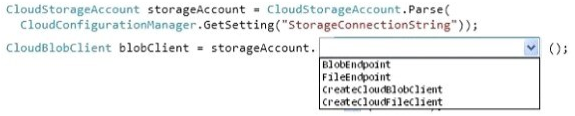 CloudStorageAccount storageAccount = CloudStorageAccount.Parse(
CloudConfigurationManager.GetSetting("StorageConnectionString"));
CloudBlobClient blobClient = storageAccount. ();
BlobEndpoint
FileEndpoint
CreateCloudBlobClient
CreateCloudFileClient